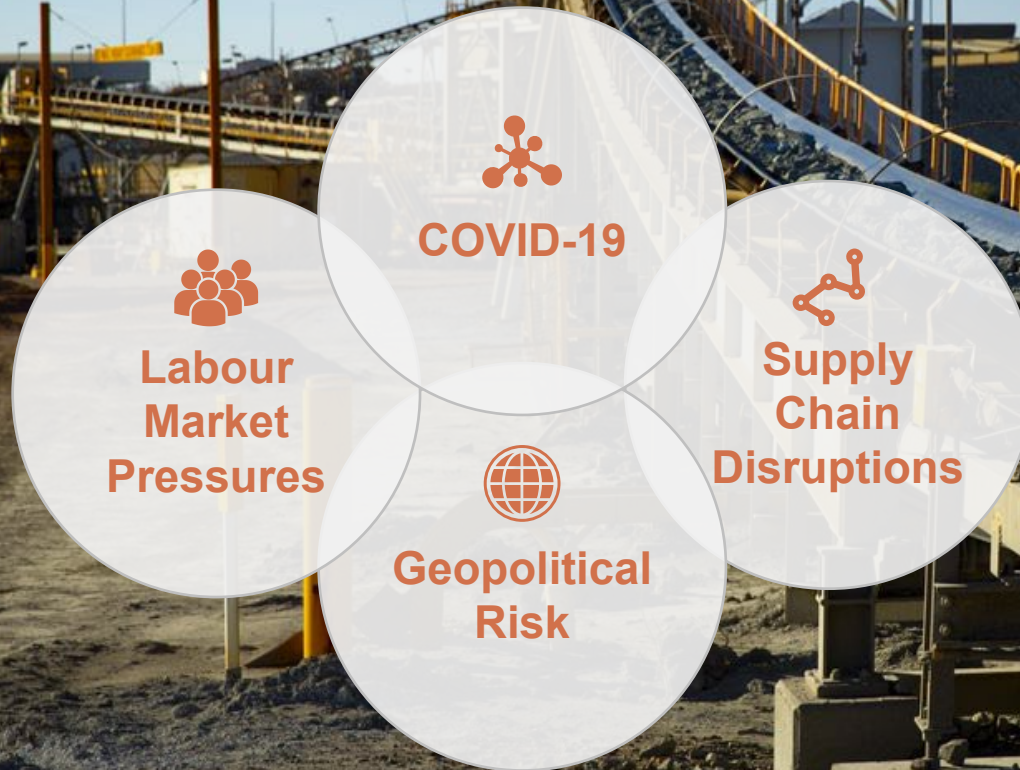 COVID-19
Labour
Market
Pressures
Supply
Chain
Disruptions
Geopolitical
Risk